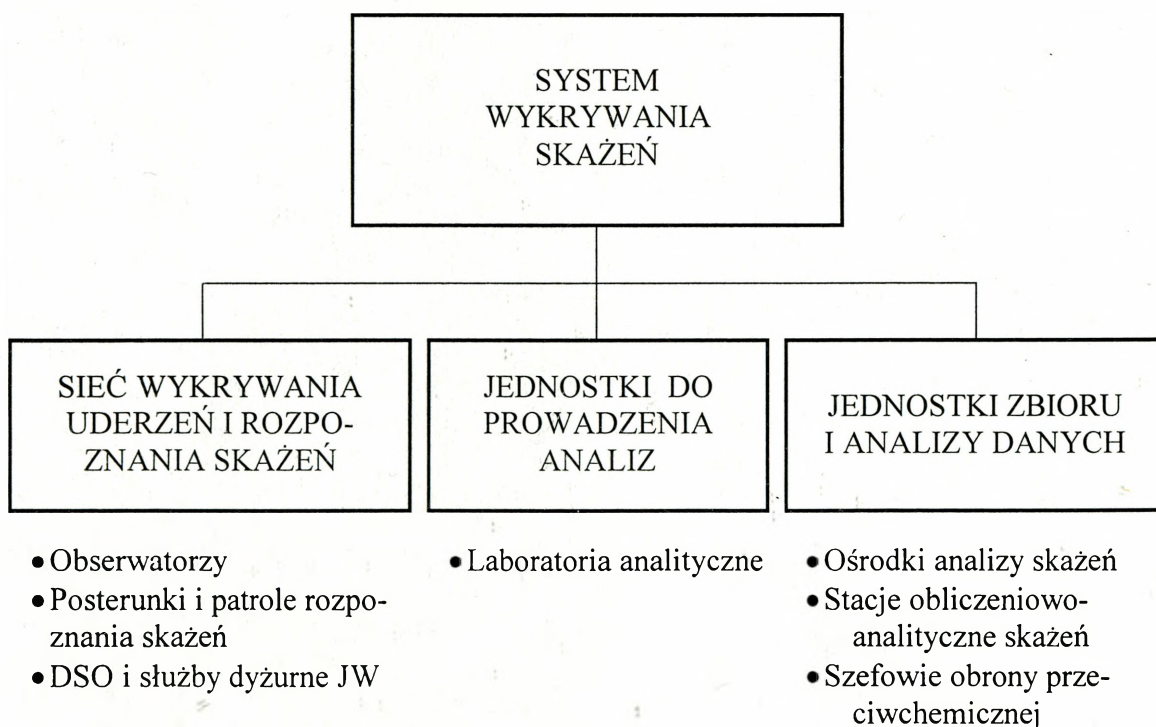 SYSTEM
WYKRYWANIA
SKAŻEŃ
SIEĆ WYKRYWANIA
UDERZEŃ I ROZPO-
ZNANIA SKAŻEŃ
• Obserwatorzy
• Posterunki i patrole rozpo-
znania skażeń
• DSO i służby dyżurne JW
JEDNOSTKI DO
PROWADZENIA
ANALIZ
• Laboratoria analityczne
JEDNOSTKI ZBIORU
I ANALIZY DANYCH
• Ośrodki analizy skażeń
• Stacje obliczeniowo-
analityczne skażeń
• Szefowie obrony prze-
ciwchemicznej